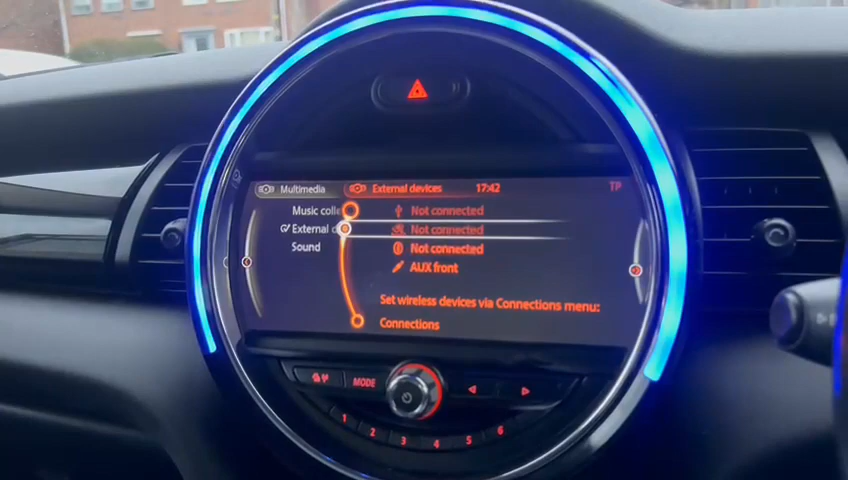 Multimedia External devices 17:42 TP
Music colle Not connected
External d Not connected
Sound Not connected
AUX front
Set wireless devices via Connections menu:
Connections
MODE
1 2 3 4 5 6